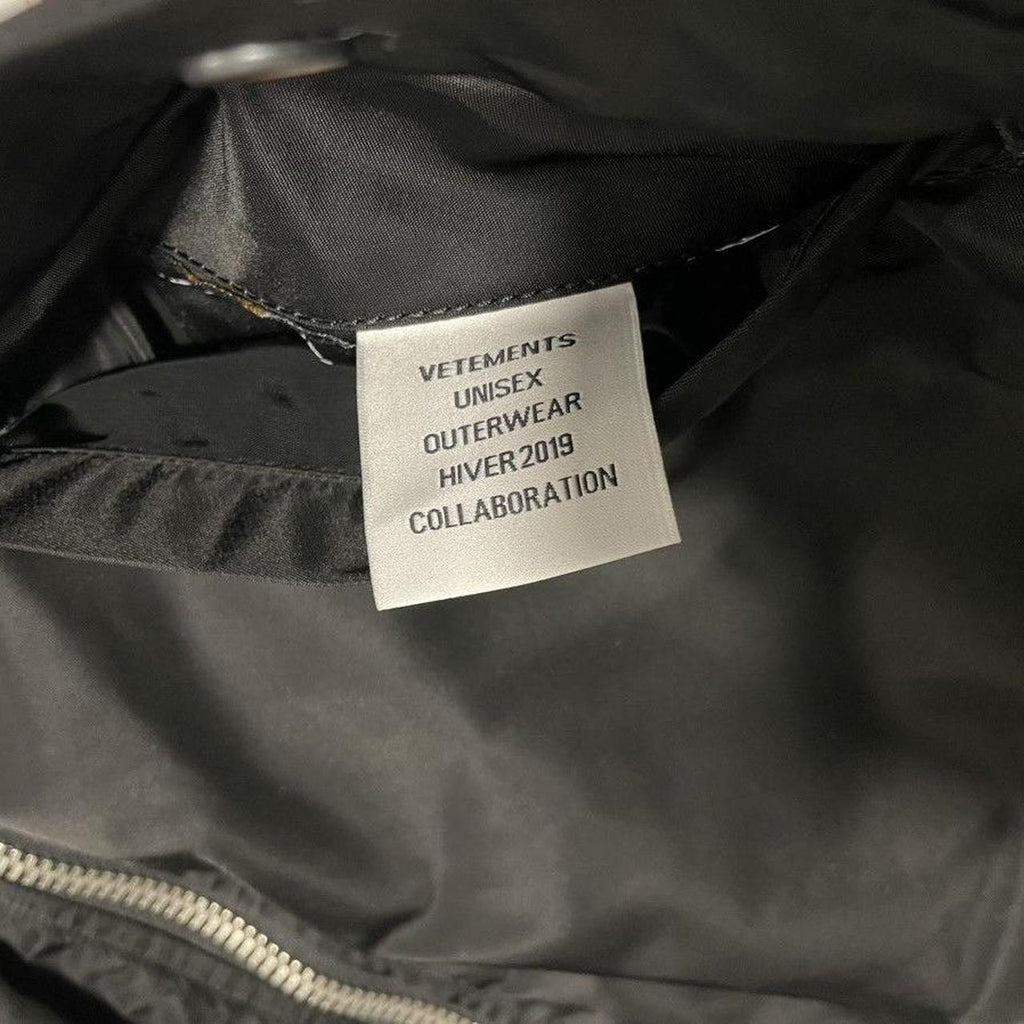 VETEMENTS
UNISEX
OUTERWEAR
HIVER 2019
COLLABORATION